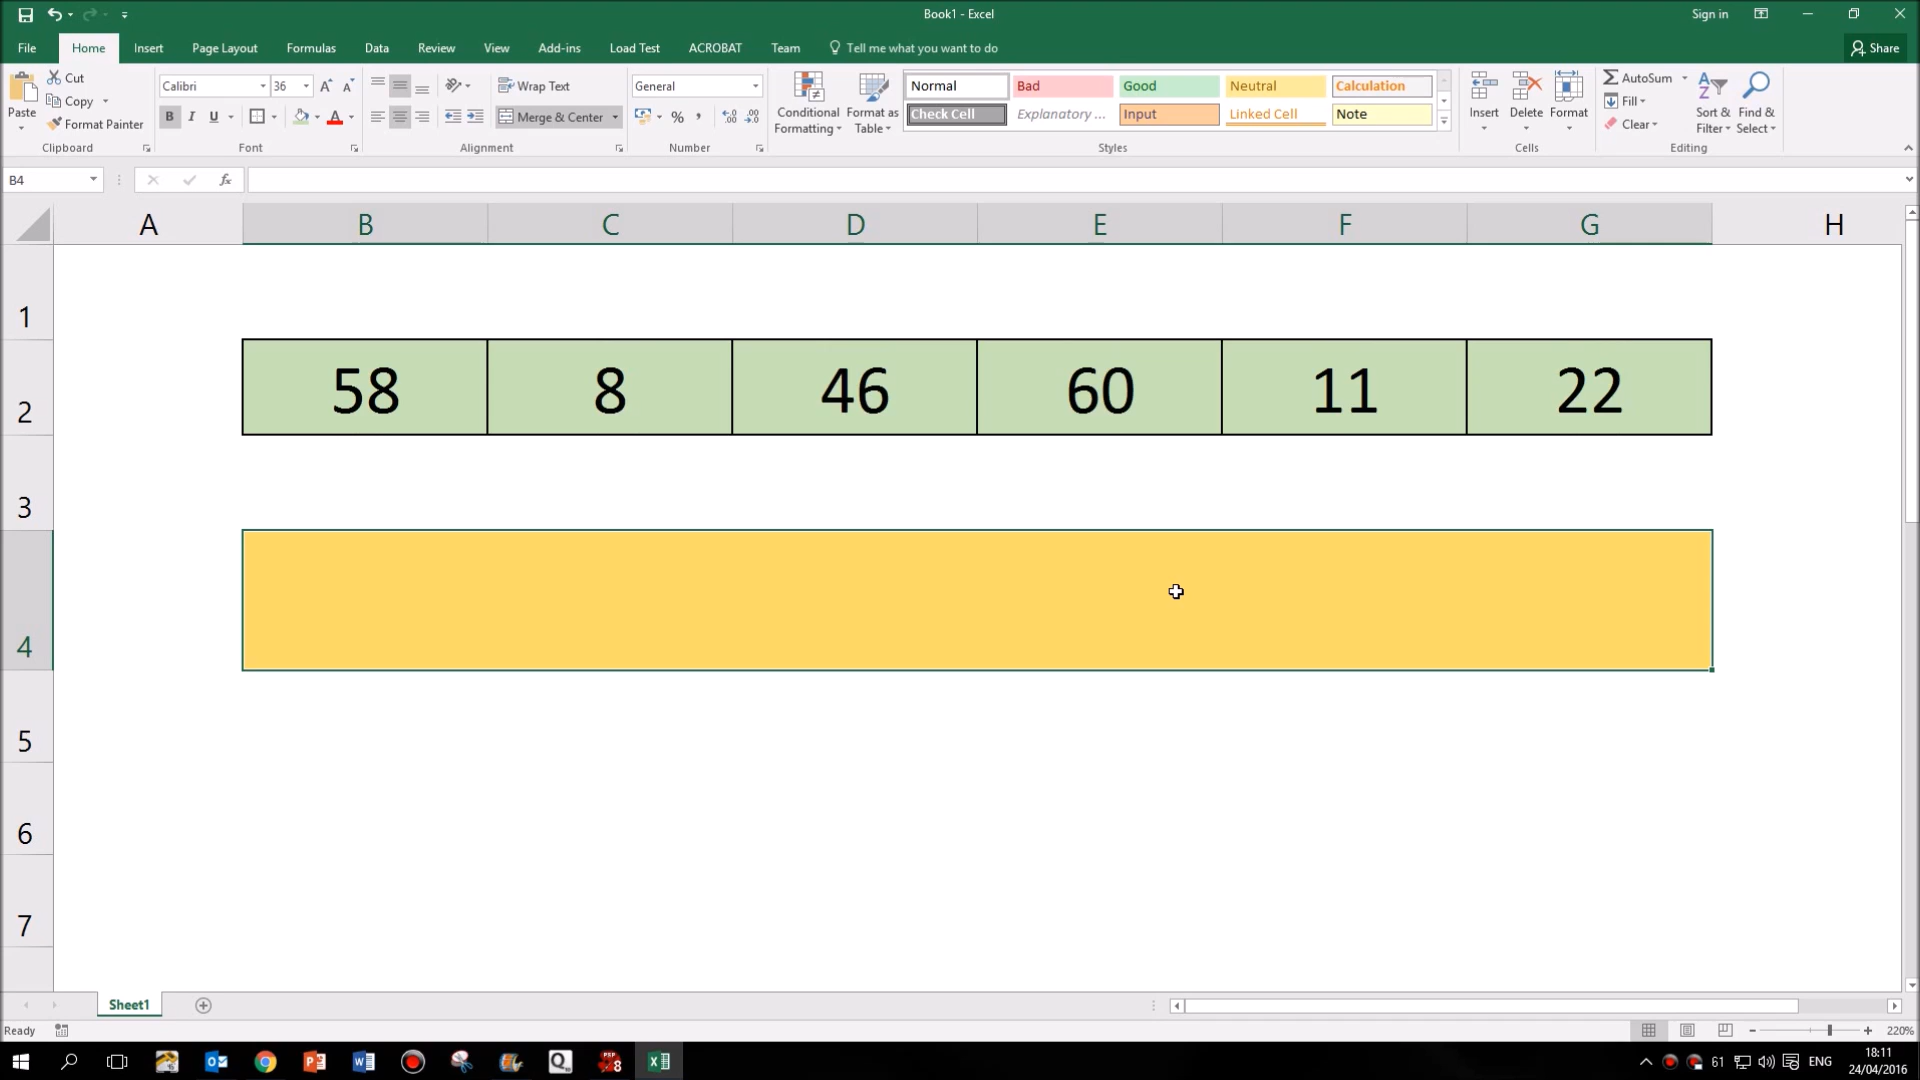 Book1 - Excel
Sign in
File Home Insert Page Layout Formulas Data Review View Add-ins Load Test ACROBAT Team Tell me what you want to do Share
Paste
Cut
Copy
Format Painter
Clipboard
Calibri 36
B I U A
Font
Wrap Text
Merge & Center
Alignment
General
% ,
Number
Conditional Formatting
Format as Table
Normal Bad Good Neutral Calculation
Check Cell Explanatory ... Input Linked Cell Note
Styles
Insert Delete Format
Cells
AutoSum
Fill
Clear
Sort & Filter
Find & Select
Editing
B4 fx
A B C D E F G H
1
2 58 8 46 60 11 22
3
4
5
6
7
Sheet1
Ready 220%
61 ENG 18:11
24/04/2016